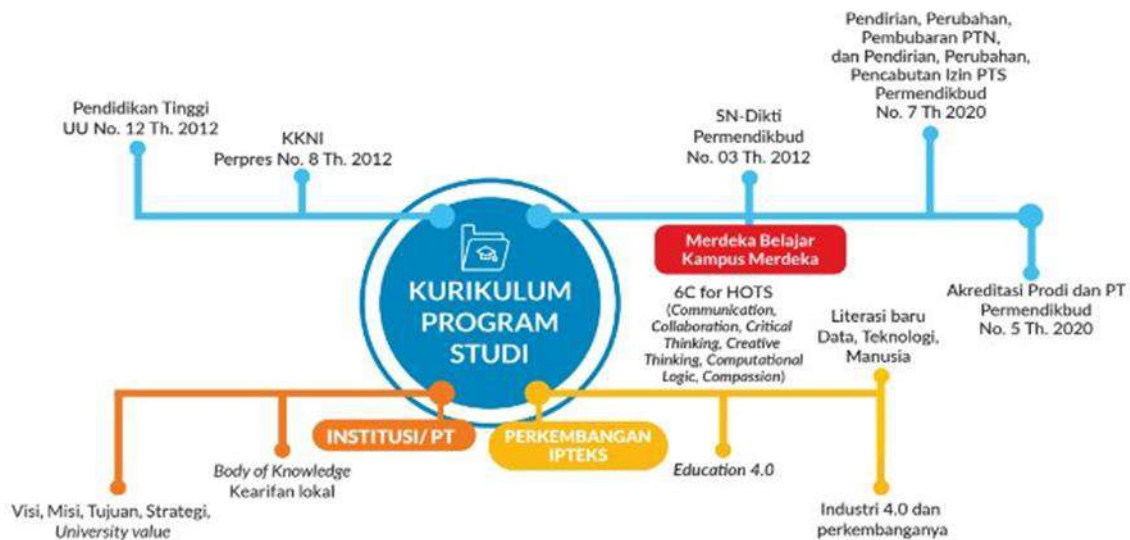 Pendirian, Perubahan,
Pembubaran PTN,
dan Pendirian, Perubahan,
Pencabutan Izin PTS
Permendikbud
No. 7 Th 2020
Pendidikan Tinggi
UU No. 12 Th. 2012
KKNI
Perpres No. 8 Th. 2012
SN-Dikti
Permendikbud
No. 03 Th. 2012
Merdeka Belajar
Kampus Merdeka
KURIKULUM
PROGRAM
STUDI
6C for HOTS
(Communication,
Collaboration, Critical
Thinking, Creative
Thinking, Computational
Logic, Compassion)
Literasi baru
Data, Teknologi,
Manusia
Akreditasi Prodi dan PT
Permendikbud
No. 5 Th. 2020
INSTITUSI/ PT
PERKEMBANGAN
IPTEKS
Body of Knowledge
Kearifan lokal
Education 4.0
Visi, Misi, Tujuan, Strategi,
University value
Industri 4.0 dan
perkembanganya